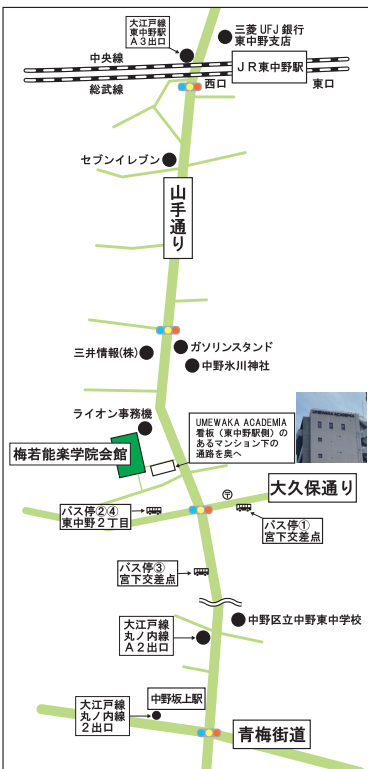 大江戸線
東中野駅
A3出口
三菱UFJ銀行
東中野支店
中央線
総武線
西口
JR東中野駅
東口
セブンイレブン
山手通り
三井情報(株)
ガソリンスタンド
中野氷川神社
ライオン事務機
UMEWAKA ACADEMIA
看板(東中野駅側)の
あるマンション下の
通路を奥へ
UMEWAKA ACADEMIA
梅若能楽学院会館
大久保通り
〒
バス停②④
東中野2丁目
バス停①
宮下交差点
バス停③
宮下交差点
中野区立中野東中学校
大江戸線
丸ノ内線
A2出口
大江戸線
丸ノ内線
2出口
中野坂上駅
青梅街道